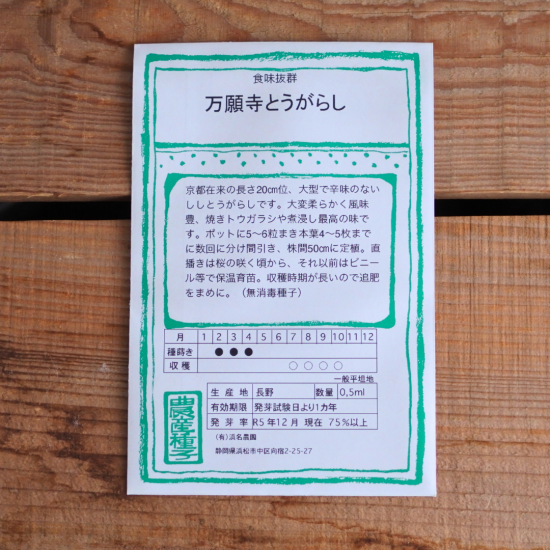 食味抜群
万願寺とうがらし
京都在来の長さ20㎝位、大型で辛味のない
ししとうがらしです。大変柔らかく風味
豊、焼きトウガラシや煮浸し最高の味で
す。ポットに5～6粒まき本葉4～5枚まで
に数回に分け間引き、株間50㎝に定植。直
播きは桜の咲く頃から、それ以前はビニー
ル等で保温育苗。収穫時期が長いので追肥
をまめに。（無消毒種子）
月 1 2 3 4 5 6 7 8 9 10 11 12
種蒔き ● ● ●
収穫 ○ ○ ○ ○
一般平坦地
生産地 長野 数量 0,5ml
有効期限 発芽試験日より1カ年
発芽率 R5年12月 現在 75%以上
(有)浜名農園
静岡県浜松市中区向宿2-25-27
農産種子